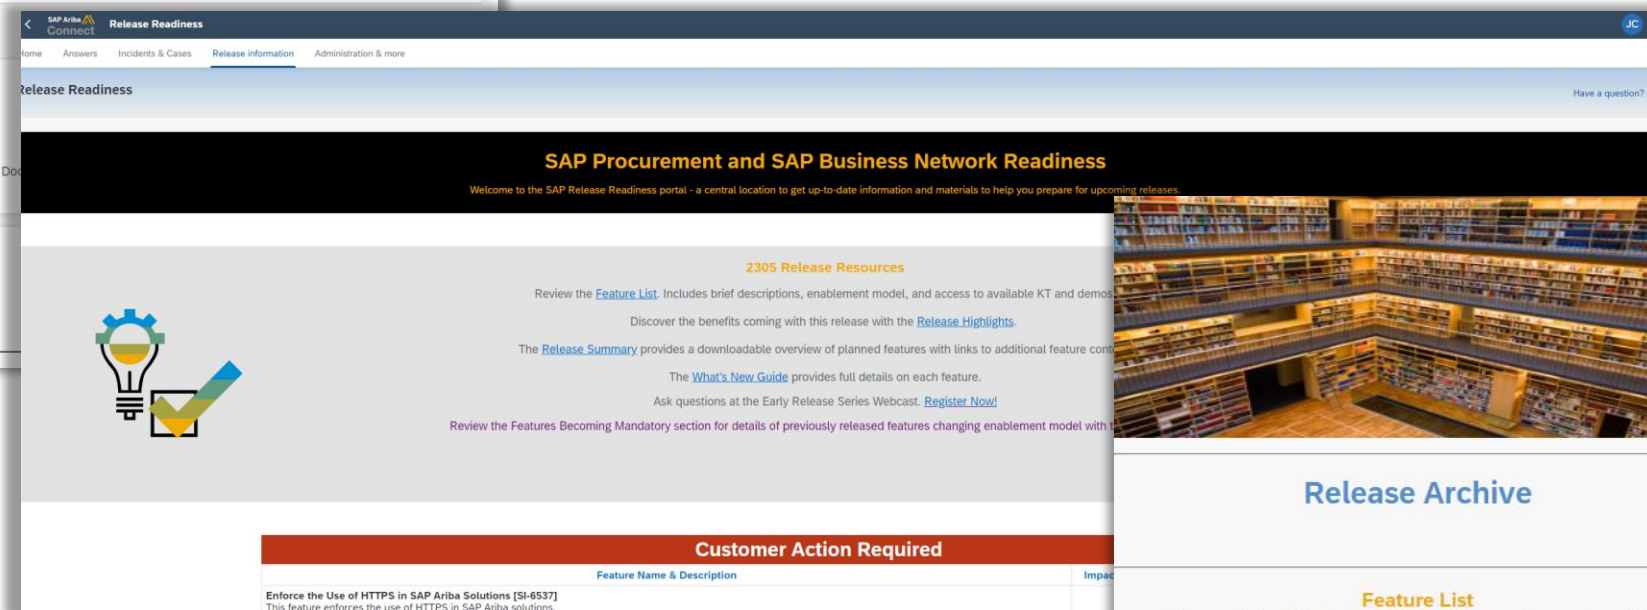 SAP Ariba
Connect
Release Readiness
JC
Home Answers Incidents & Cases Release information Administration & more
Release Readiness
Have a question?
SAP Procurement and SAP Business Network Readiness
Welcome to the SAP Release Readiness portal - a central location to get up-to-date information and materials to help you prepare for upcoming releases.
2305 Release Resources
Review the Feature List. Includes brief descriptions, enablement model, and access to available KT and demos
Discover the benefits coming with this release with the Release Highlights.
The Release Summary provides a downloadable overview of planned features with links to additional feature cont
The What's New Guide provides full details on each feature.
Ask questions at the Early Release Series Webcast. Register Now!
Review the Features Becoming Mandatory section for details of previously released features changing enablement model with t
Customer Action Required
Feature Name & Description
Impac
Enforce the Use of HTTPS in SAP Ariba Solutions [SI-6537]
This feature enforces the use of HTTPS in SAP Ariba solutions.
Doc
Release Archive
Feature List